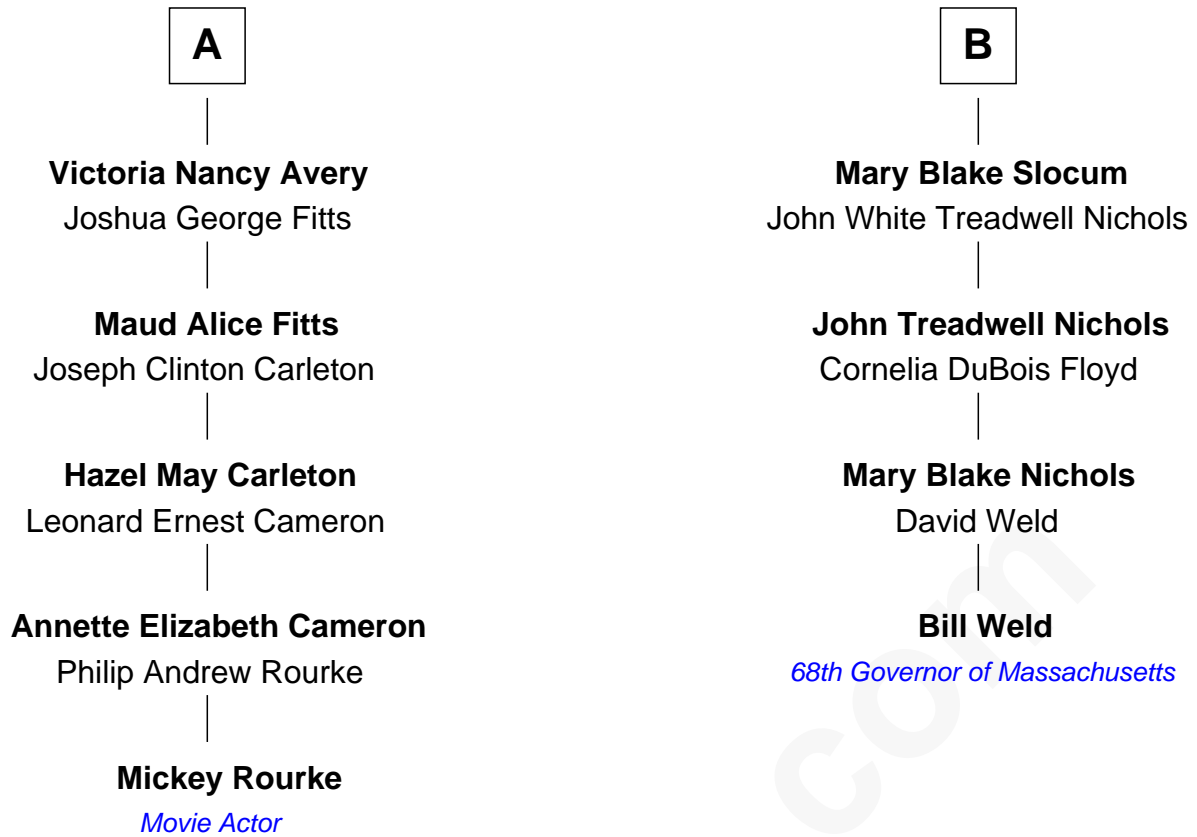 A
Victoria Nancy Avery
Joshua George Fitts
Maud Alice Fitts
Joseph Clinton Carleton
Hazel May Carleton
Leonard Ernest Cameron
Annette Elizabeth Cameron
Philip Andrew Rourke
Mickey Rourke
Movie Actor
B
Mary Blake Slocum
John White Treadwell Nichols
John Treadwell Nichols
Cornelia DuBois Floyd
Mary Blake Nichols
David Weld
Bill Weld
68th Governor of Massachusetts
com